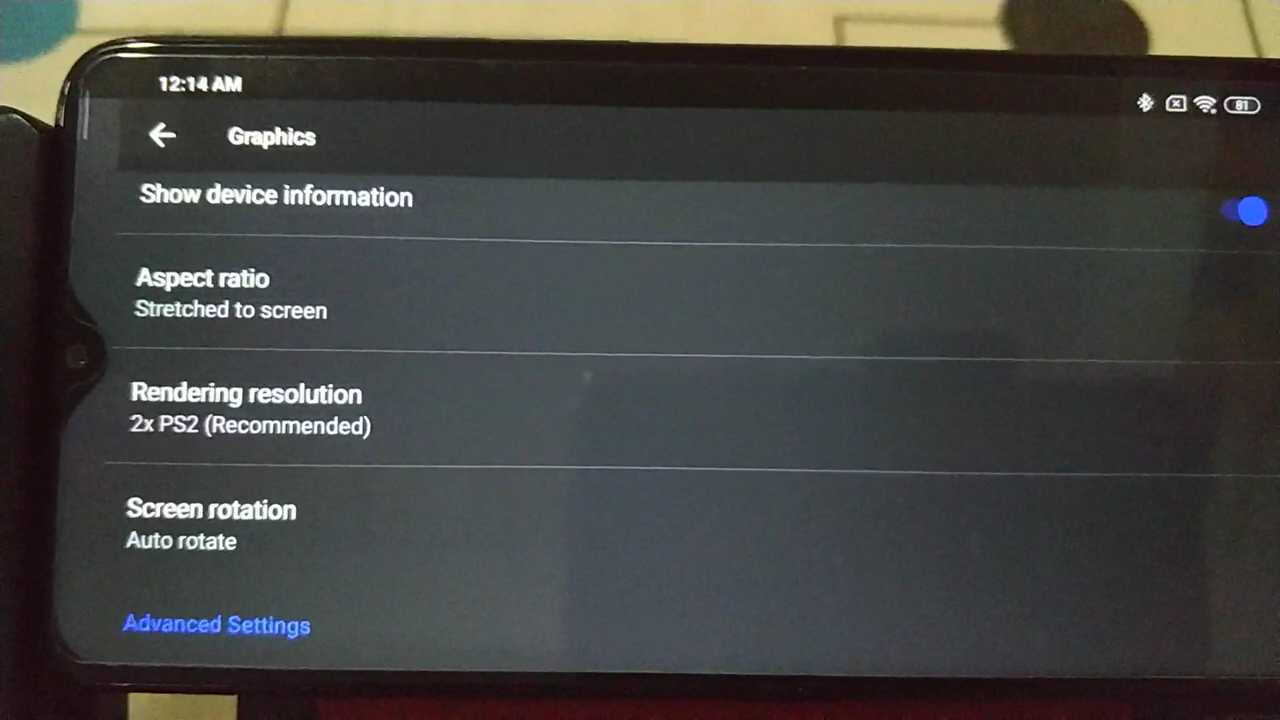 12:14 AM
81
Graphics
Show device information
Aspect ratio
Stretched to screen
Rendering resolution
2x PS2 (Recommended)
Screen rotation
Auto rotate
Advanced Settings